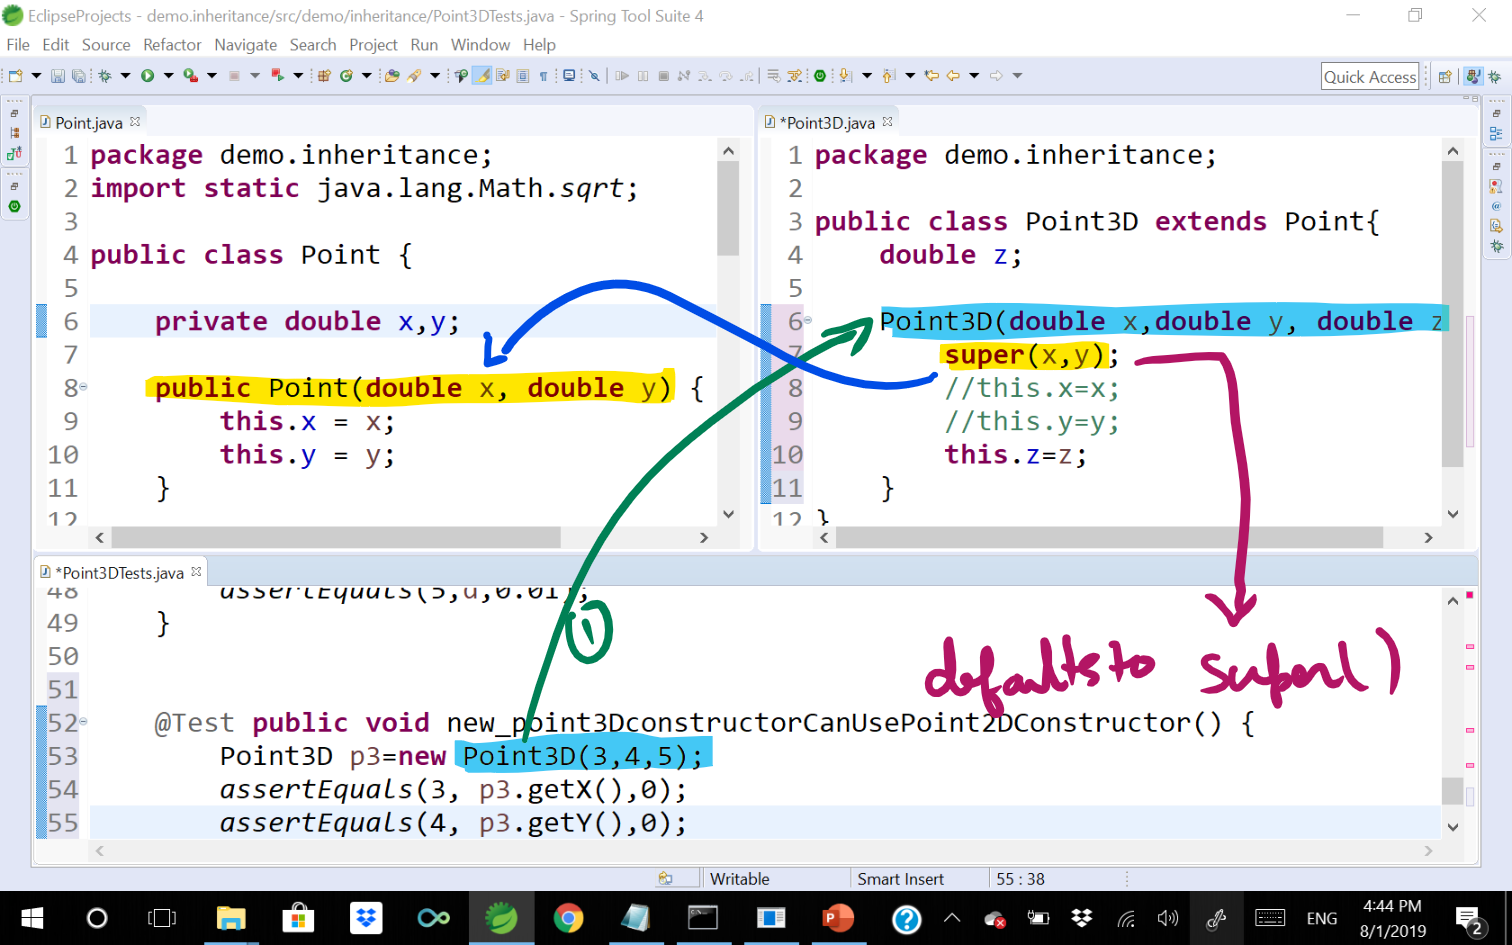 EclipseProjects - demo.inheritance/src/demo/inheritance/Point3DTests.java - Spring Tool Suite 4
File Edit Source Refactor Navigate Search Project Run Window Help
Quick Access
Point.java
1 package demo.inheritance;
2 import static java.lang.Math.sqrt;
3
4 public class Point {
5
6 private double x,y;
7
8 public Point(double x, double y) {
9 this.x = x;
10 this.y = y;
11 }
12
*Point3D.java
1 package demo.inheritance;
2
3 public class Point3D extends Point{
4 double z;
5
6 Point3D(double x,double y, double z
7 super(x,y);
8 //this.x=x;
9 //this.y=y;
10 this.z=z;
11 }
12 }
defaults to super()
*Point3DTests.java
48 assertEquals(5,d,0.01);
49 }
50
51
1
52 @Test public void new_point3DconstructorCanUsePoint2DConstructor() {
53 Point3D p3=new Point3D(3,4,5);
54 assertEquals(3, p3.getX(),0);
55 assertEquals(4, p3.getY(),0);
Writable Smart Insert 55 : 38
ENG
4:44 PM
8/1/2019
2